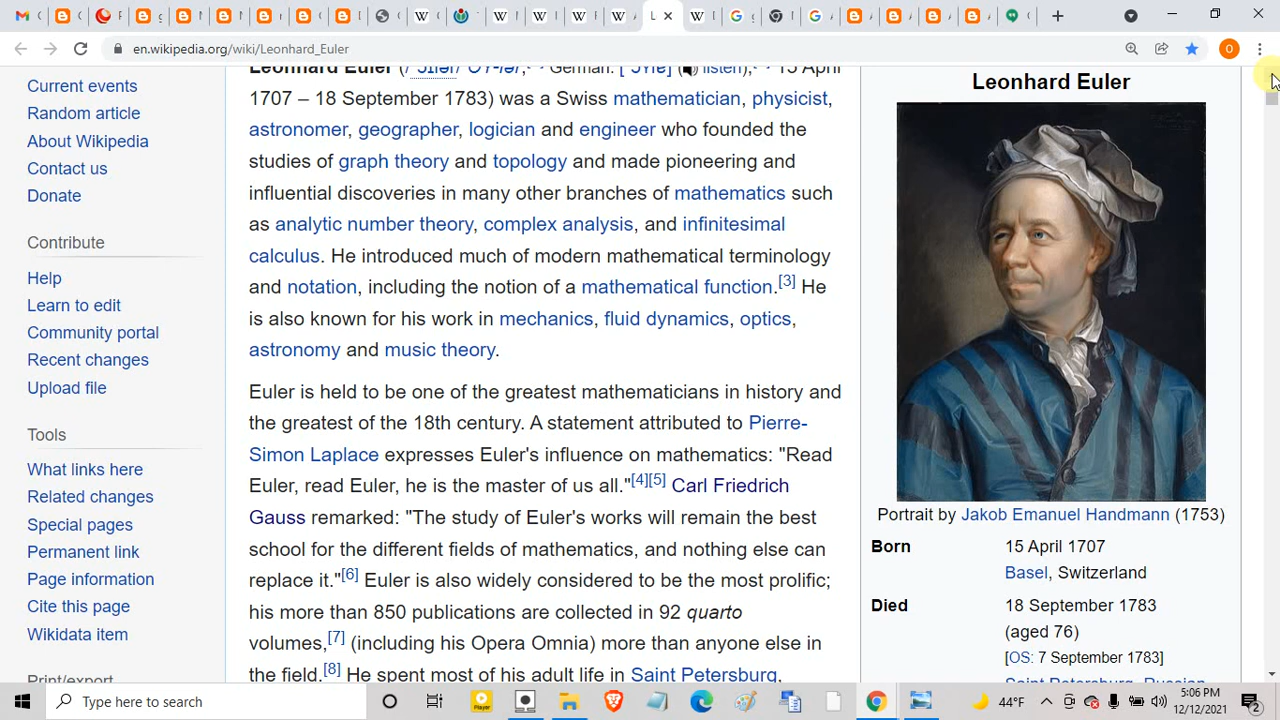 en.wikipedia.org/wiki/Leonhard_Euler
O
Current events
Random article
About Wikipedia
Contact us
Donate
Contribute
Help
Learn to edit
Community portal
Recent changes
Upload file
Tools
What links here
Related changes
Special pages
Permanent link
Page information
Cite this page
Wikidata item
Print/export
Leonhard Euler
German:
listen), 15 April
1707 – 18 September 1783) was a Swiss mathematician, physicist,
astronomer, geographer, logician and engineer who founded the
studies of graph theory and topology and made pioneering and
influential discoveries in many other branches of mathematics such
as analytic number theory, complex analysis, and infinitesimal
calculus. He introduced much of modern mathematical terminology
and notation, including the notion of a mathematical function.[3] He
is also known for his work in mechanics, fluid dynamics, optics,
astronomy and music theory.
Euler is held to be one of the greatest mathematicians in history and
the greatest of the 18th century. A statement attributed to Pierre-
Simon Laplace expresses Euler's influence on mathematics: "Read
Euler, read Euler, he is the master of us all."[4][5] Carl Friedrich
Gauss remarked: "The study of Euler's works will remain the best
school for the different fields of mathematics, and nothing else can
replace it."[6] Euler is also widely considered to be the most prolific;
his more than 850 publications are collected in 92 quarto
volumes,[7] (including his Opera Omnia) more than anyone else in
the field.[8] He spent most of his adult life in Saint Petersburg,
Leonhard Euler
Portrait by Jakob Emanuel Handmann (1753)
Born 15 April 1707
Basel, Switzerland
Died 18 September 1783
(aged 76)
[OS: 7 September 1783]
Saint Petersburg, Russian
Type here to search
Player
44°F
5:06 PM
12/12/2021
2